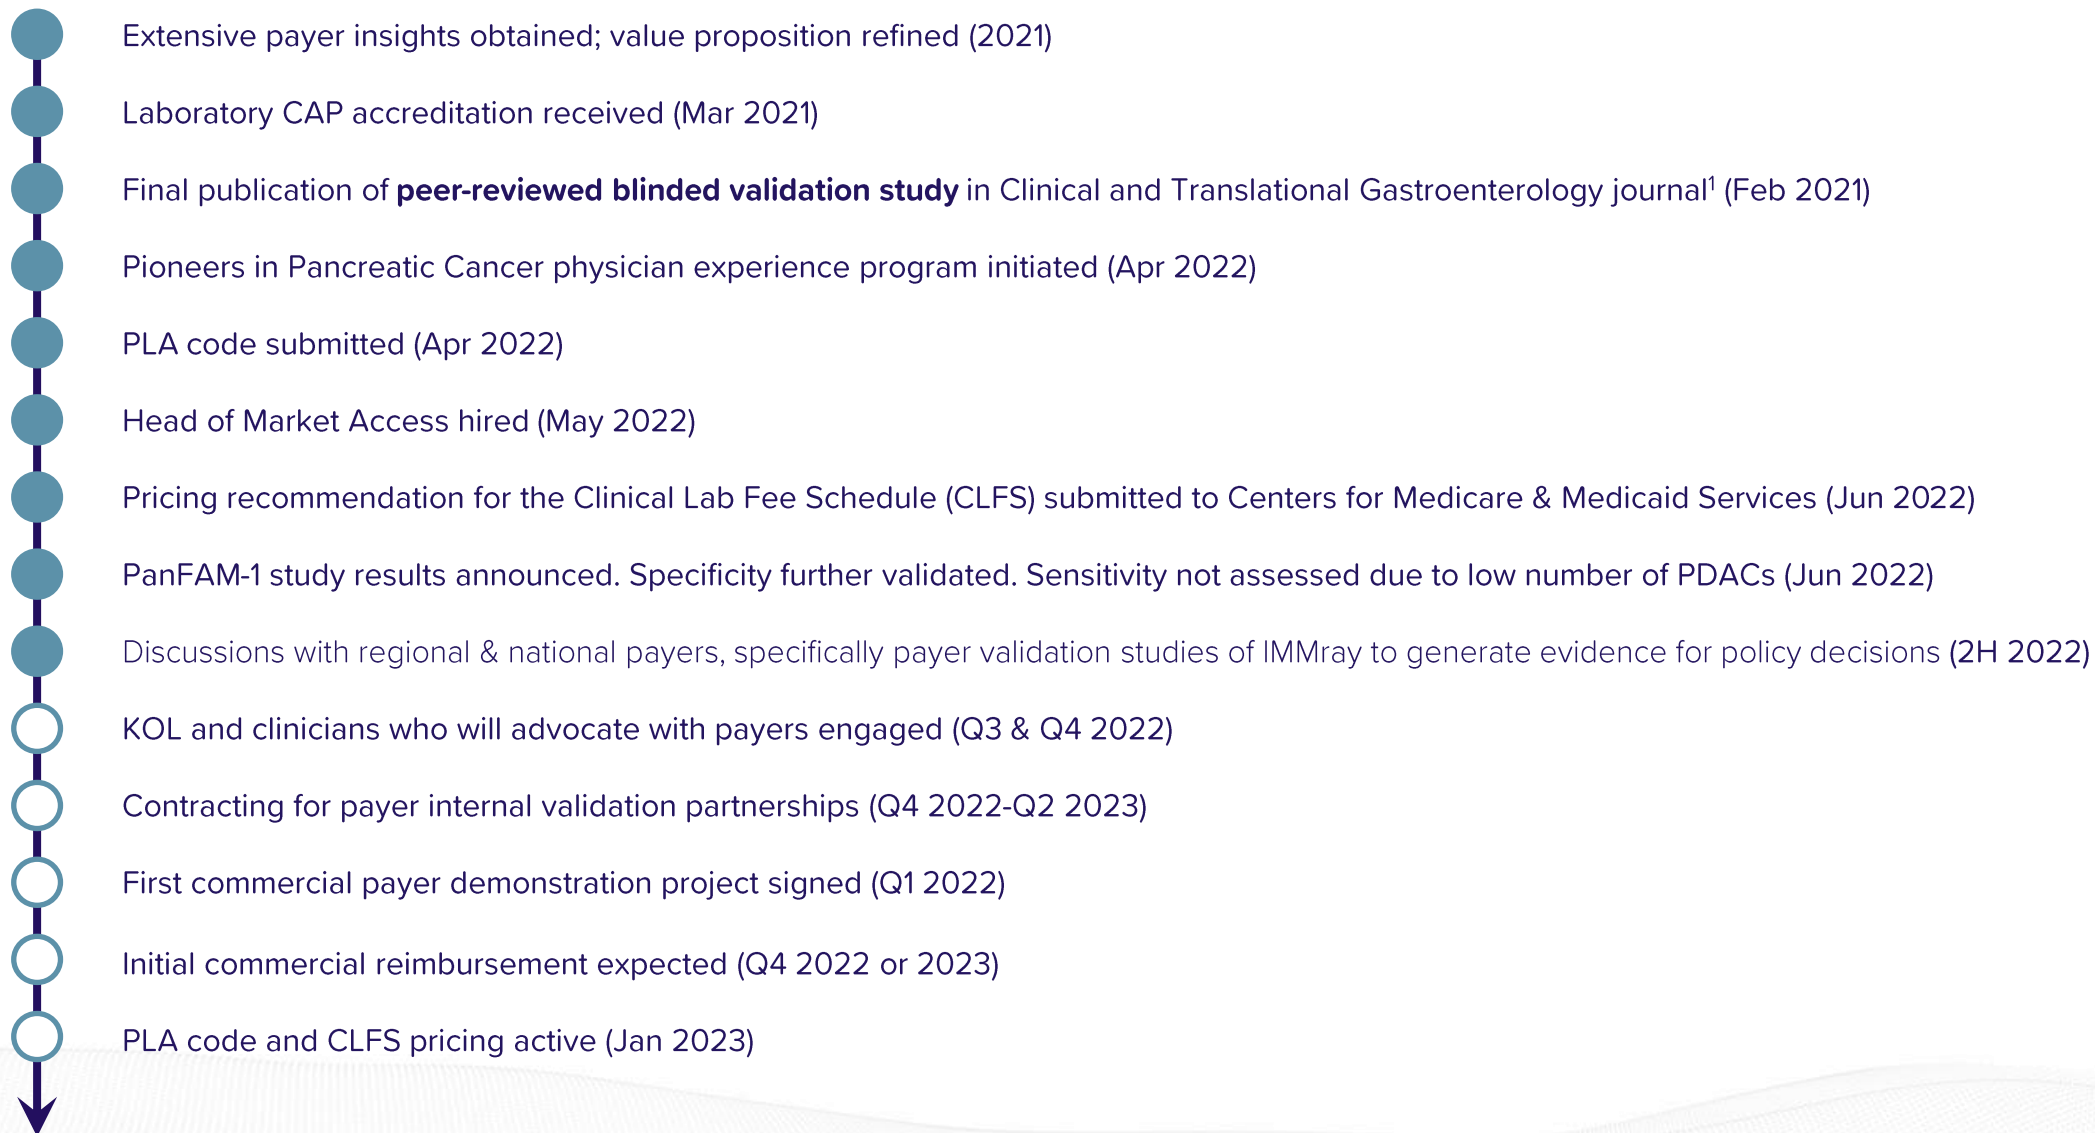 Extensive payer insights obtained; value proposition refined (2021)
Laboratory CAP accreditation received (Mar 2021)
Final publication of peer-reviewed blinded validation study in Clinical and Translational Gastroenterology journal¹ (Feb 2021)
Pioneers in Pancreatic Cancer physician experience program initiated (Apr 2022)
PLA code submitted (Apr 2022)
Head of Market Access hired (May 2022)
Pricing recommendation for the Clinical Lab Fee Schedule (CLFS) submitted to Centers for Medicare & Medicaid Services (Jun 2022)
PanFAM-1 study results announced. Specificity further validated. Sensitivity not assessed due to low number of PDACs (Jun 2022)
Discussions with regional & national payers, specifically payer validation studies of IMMray to generate evidence for policy decisions (2H 2022)
KOL and clinicians who will advocate with payers engaged (Q3 & Q4 2022)
Contracting for payer internal validation partnerships (Q4 2022-Q2 2023)
First commercial payer demonstration project signed (Q1 2022)
Initial commercial reimbursement expected (Q4 2022 or 2023)
PLA code and CLFS pricing active (Jan 2023)